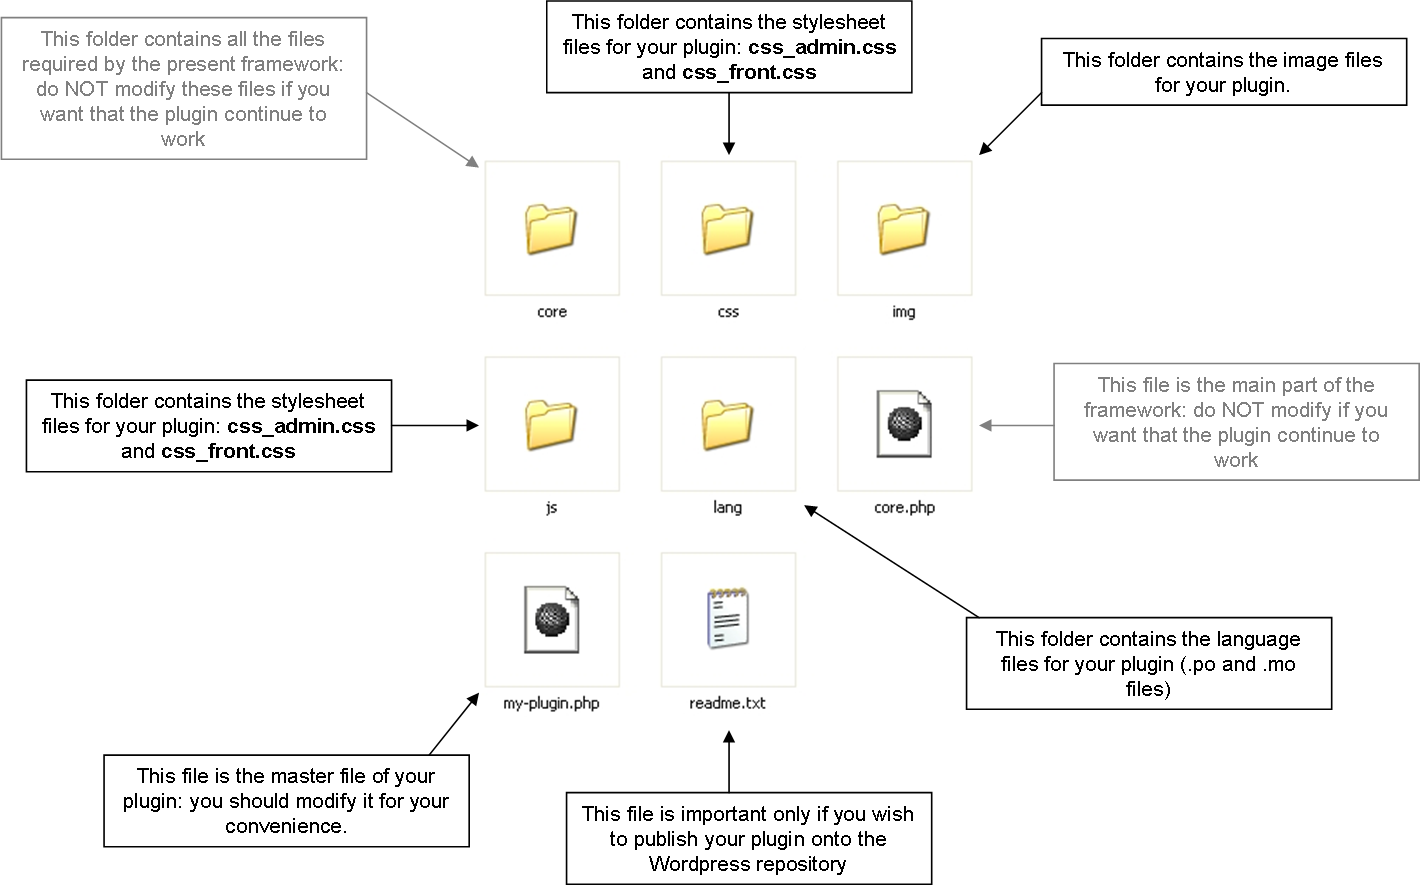 This folder contains the stylesheet
files for your plugin: css_admin.css
and css_front.css
This folder contains all the files
required by the present framework:
do NOT modify these files if you
want that the plugin continue to
work
This folder contains the image files
for your plugin.
core
css
img
This folder contains the stylesheet
files for your plugin: css_admin.css
and css_front.css
This file is the main part of the
framework: do NOT modify if you
want that the plugin continue to
work
js
lang
core.php
This folder contains the language
files for your plugin (.po and .mo
files)
my-plugin.php
readme.txt
This file is the master file of your
plugin: you should modify it for your
convenience.
This file is important only if you wish
to publish your plugin onto the
Wordpress repository